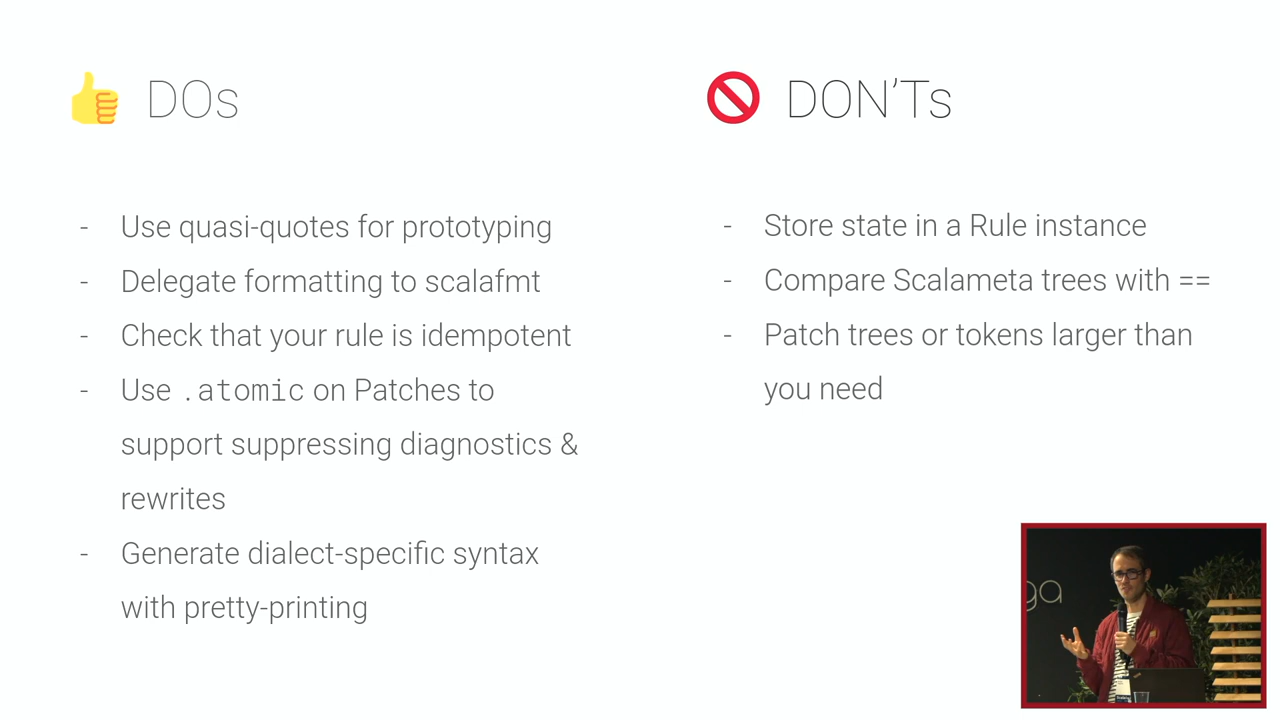 DOs
- Use quasi-quotes for prototyping
- Delegate formatting to scalafmt
- Check that your rule is idempotent
- Use .atomic on Patches to
support suppressing diagnostics &
rewrites
- Generate dialect-specific syntax
with pretty-printing
DON'Ts
- Store state in a Rule instance
- Compare Scalameta trees with ==
- Patch trees or tokens larger than
you need
ga